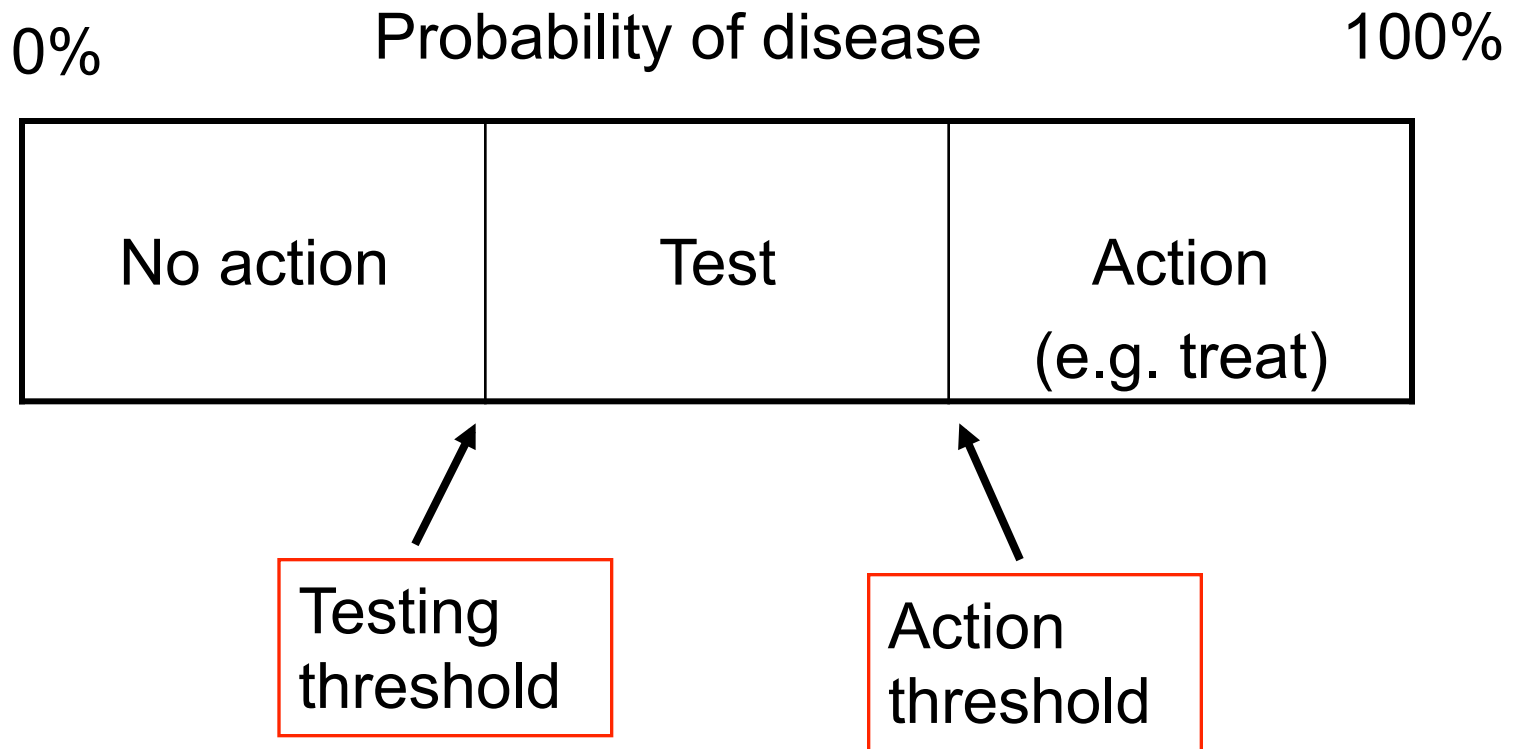 0% Probability of disease 100%
No action Test Action
(e.g. treat)
Testing
threshold
Action
threshold